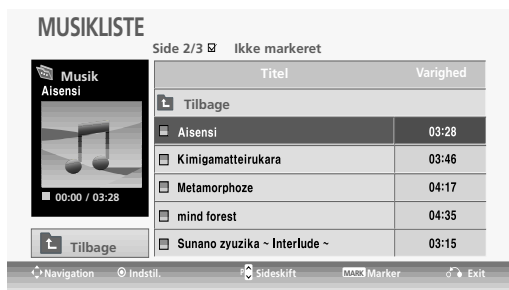 MUSIKLISTE
Side 2/3 Ikke markeret
Musik
Aisensi
00:00 / 03:28
Tilbage
Titel Varighed
Tilbage
Aisensi 03:28
Kimigamatteirukara 03:46
Metamorphoze 04:17
mind forest 04:35
Sunano zyuzika ~ Interlude ~ 03:15
Navigation Indstil. P Sideskift MARK Marker Exit